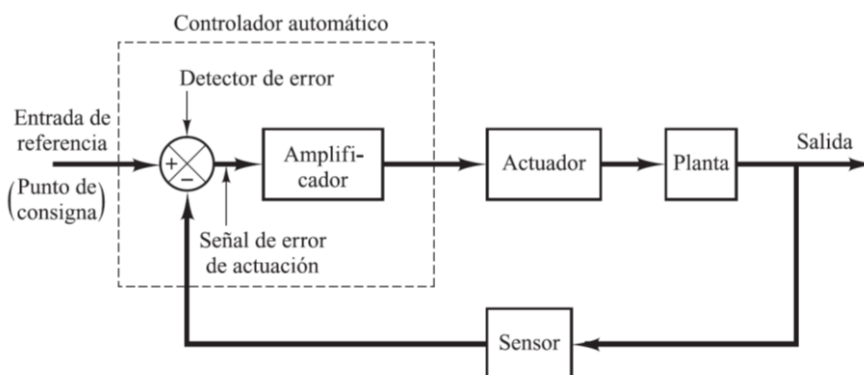 Controlador automático
Detector de error
Entrada de
referencia
(Punto de
consigna)
+
−
Amplifi-
cador
Actuador
Planta
Salida
Señal de error
de actuación
Sensor